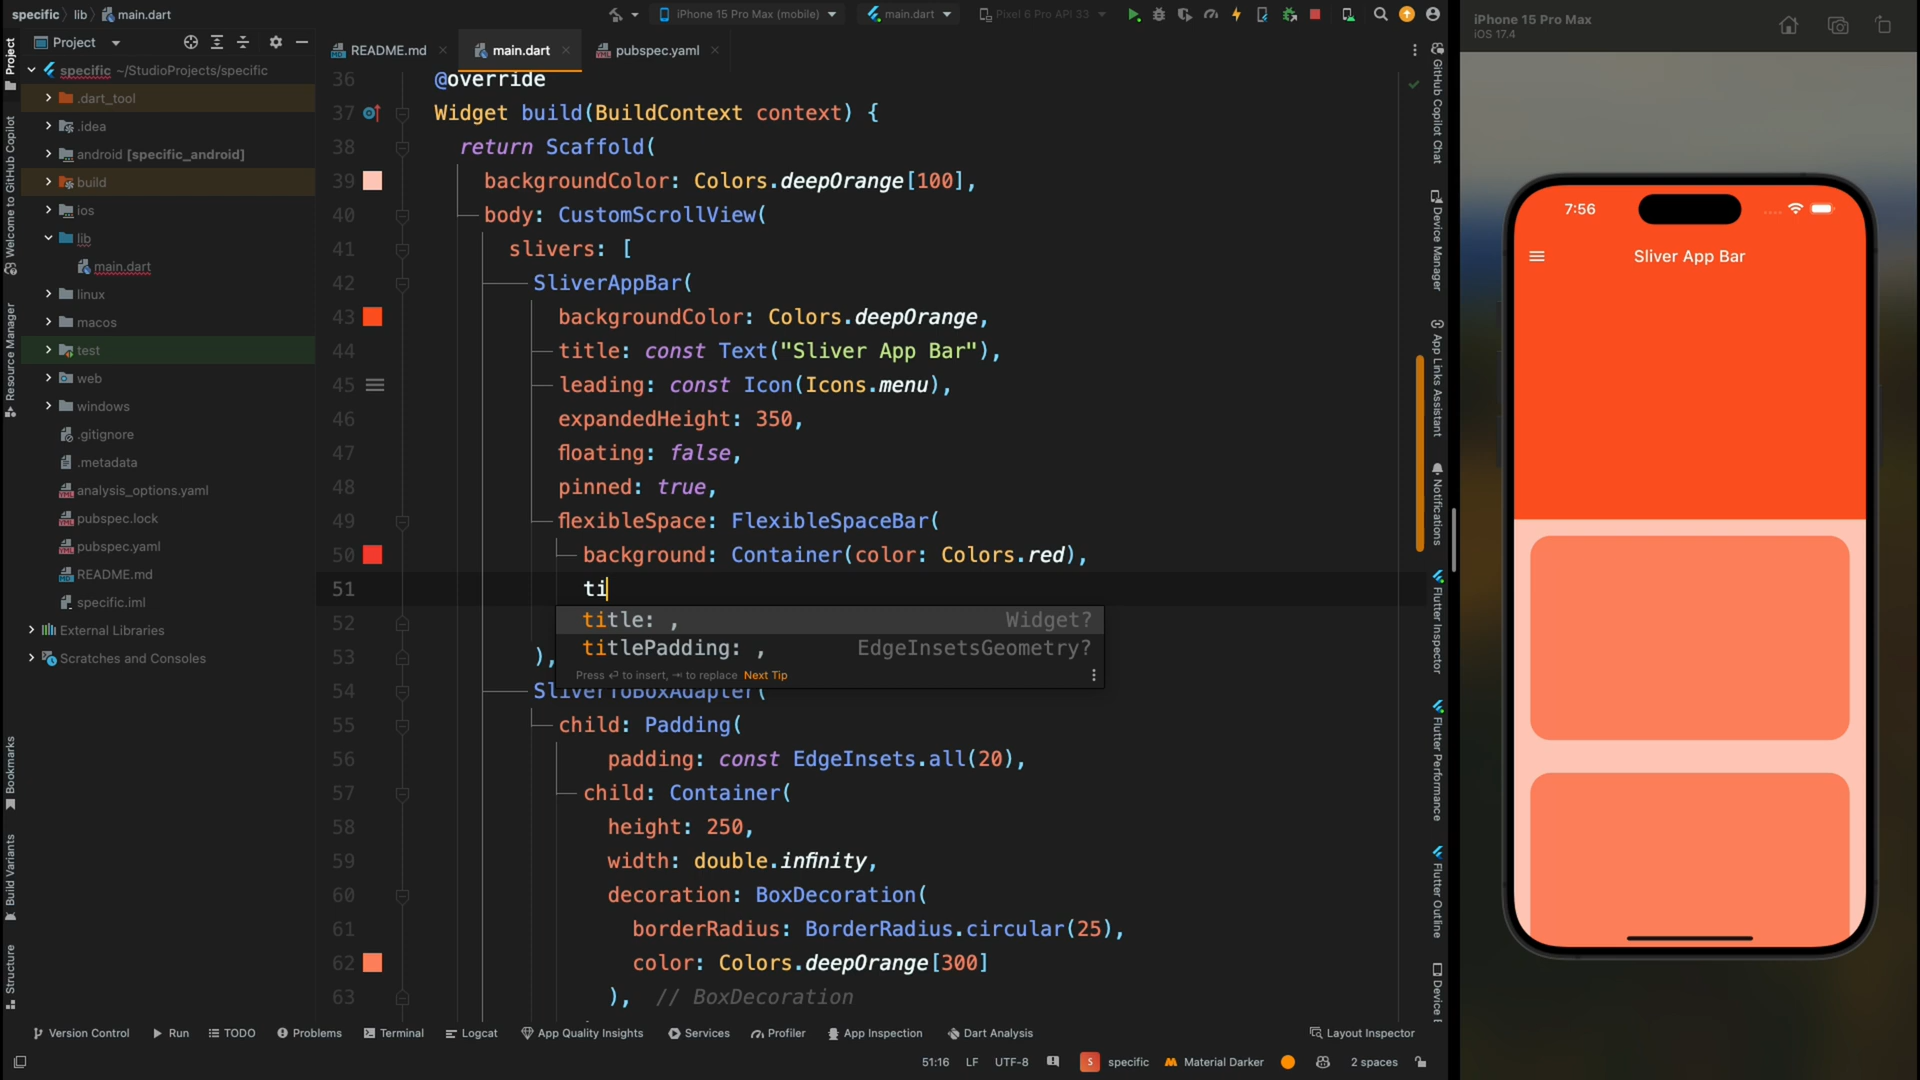 specific
lib
main.dart
iPhone 15 Pro Max (mobile)
main.dart
Pixel 6 Pro API 33
Project
README.md
main.dart
pubspec.yaml
specific ~/StudioProjects/specific
.dart_tool
.idea
android [specific_android]
build
ios
lib
main.dart
linux
macos
test
web
windows
.gitignore
.metadata
analysis_options.yaml
pubspec.lock
pubspec.yaml
README.md
specific.iml
External Libraries
Scratches and Consoles
Project
Welcome to GitHub Copilot
Resource Manager
Bookmarks
Build Variants
Structure
36 @override
37 Widget build(BuildContext context) {
38 return Scaffold(
39 backgroundColor: Colors.deepOrange[100],
40 body: CustomScrollView(
41 slivers: [
42 SliverAppBar(
43 backgroundColor: Colors.deepOrange,
44 title: const Text("Sliver App Bar"),
45 leading: const Icon(Icons.menu),
46 expandedHeight: 350,
47 floating: false,
48 pinned: true,
49 flexibleSpace: FlexibleSpaceBar(
50 background: Container(color: Colors.red),
51 ti
52
53 ),
54 SliverToBoxAdapter(
55 child: Padding(
56 padding: const EdgeInsets.all(20),
57 child: Container(
58 height: 250,
59 width: double.infinity,
60 decoration: BoxDecoration(
61 borderRadius: BorderRadius.circular(25),
62 color: Colors.deepOrange[300]
63 ), // BoxDecoration
title: , Widget?
titlePadding: , EdgeInsetsGeometry?
Press ↵ to insert, ⇥ to replace Next Tip
GitHub Copilot Chat
Device Manager
App Links Assistant
Notifications
Flutter Inspector
Flutter Performance
Flutter Outline
Device E
Version Control
Run
TODO
Problems
Terminal
Logcat
App Quality Insights
Services
Profiler
App Inspection
Dart Analysis
Layout Inspector
51:16
LF
UTF-8
S
specific
Material Darker
2 spaces
iPhone 15 Pro Max
iOS 17.4
7:56
Sliver App Bar